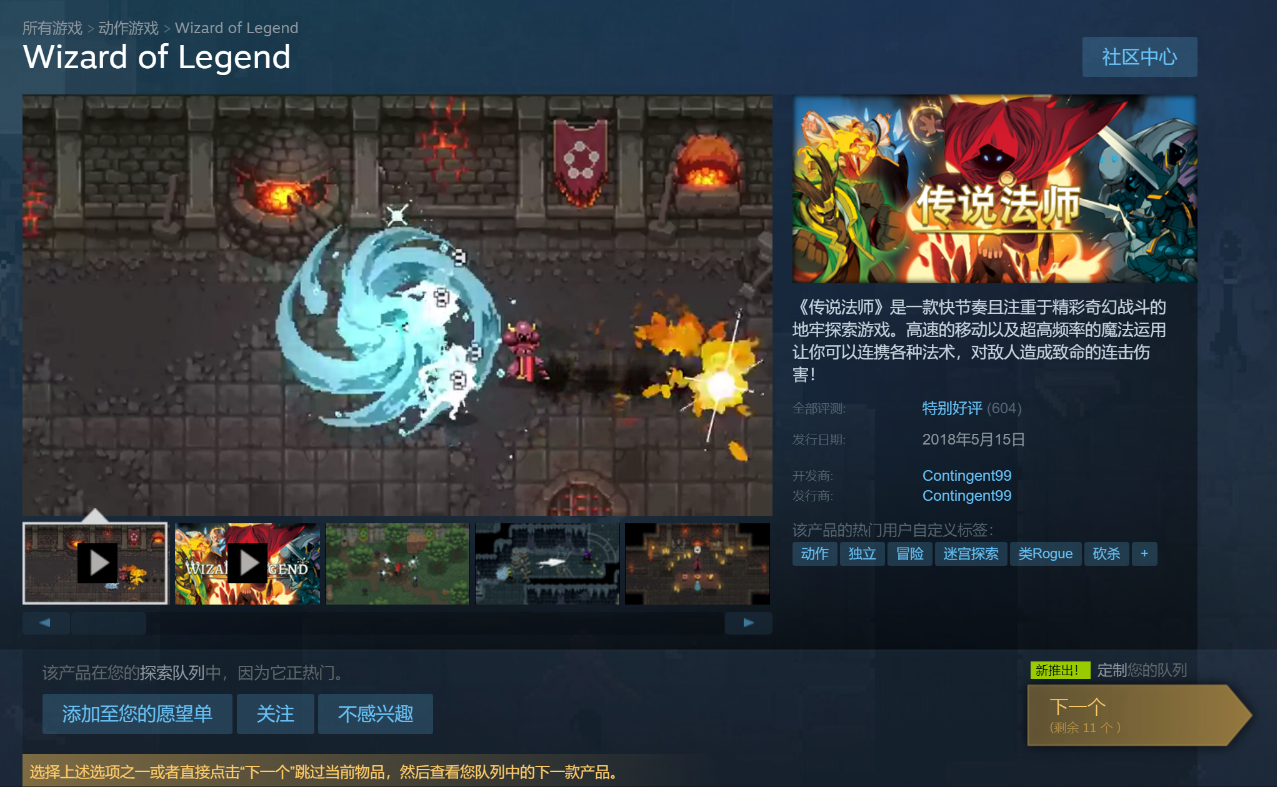 所有游戏 > 动作游戏 > Wizard of Legend
Wizard of Legend
社区中心
传说法师
《传说法师》是一款快节奏且注重于精彩奇幻战斗的
地牢探索游戏。高速的移动以及超高频率的魔法运用
让你可以连携各种法术，对敌人造成致命的连击伤
害！
全部评测: 特别好评 (604)
发行日期: 2018年5月15日
开发商: Contingent99
发行商: Contingent99
该产品的热门用户自定义标签：
动作 独立 冒险 迷宫探索 类Rogue 砍杀 +
该产品在您的探索队列中，因为它正热门。
添加至您的愿望单 关注 不感兴趣
新推出！ 定制您的队列
下一个
(剩余 11 个 )
选择上述选项之一或者直接点击“下一个”跳过当前物品，然后查看您队列中的下一款产品。